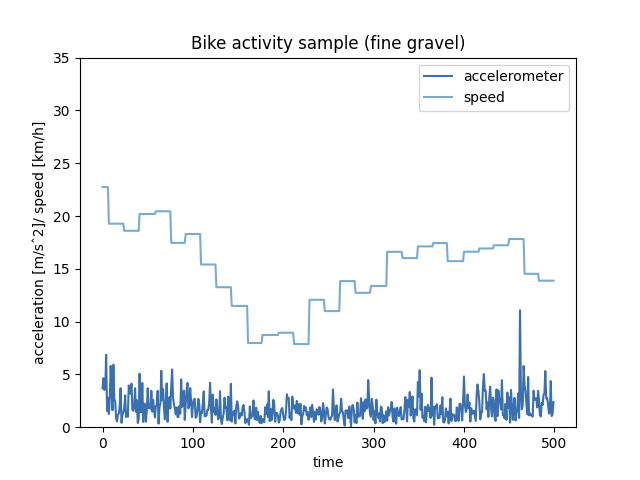 Bike activity sample (fine gravel)
accelerometer
speed
acceleration [m/s^2]/ speed [km/h]
35
30
25
20
15
10
5
0
0 100 200 300 400 500
time